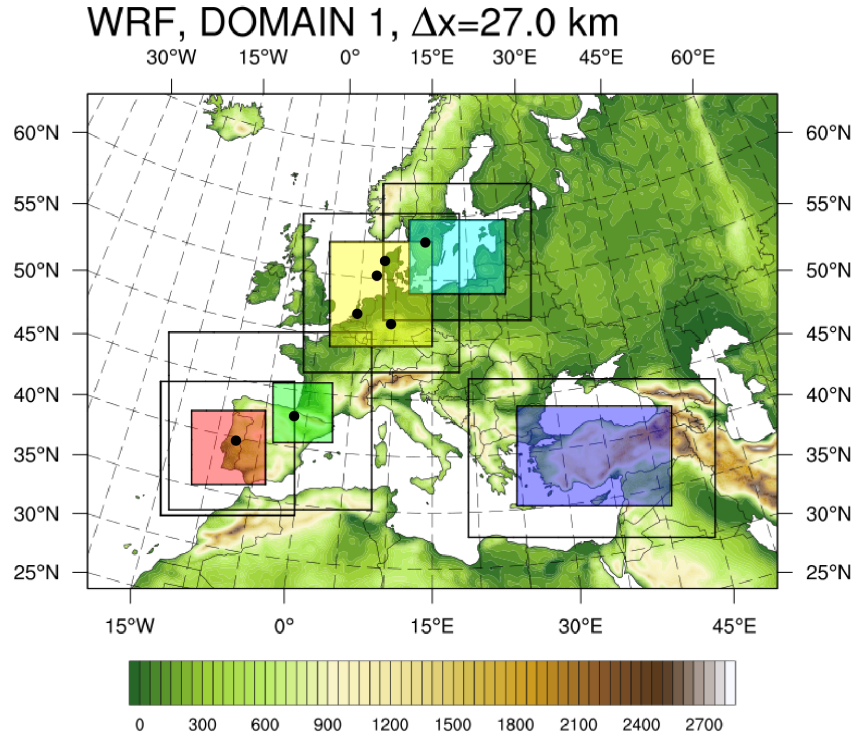 WRF, DOMAIN 1, Δx=27.0 km
30°W 15°W 0° 15°E 30°E 45°E 60°E
60°N 60°N
55°N 55°N
50°N 50°N
45°N 45°N
40°N 40°N
35°N 35°N
30°N 30°N
25°N 25°N
15°W 0° 15°E 30°E 45°E
0 300 600 900 1200 1500 1800 2100 2400 2700